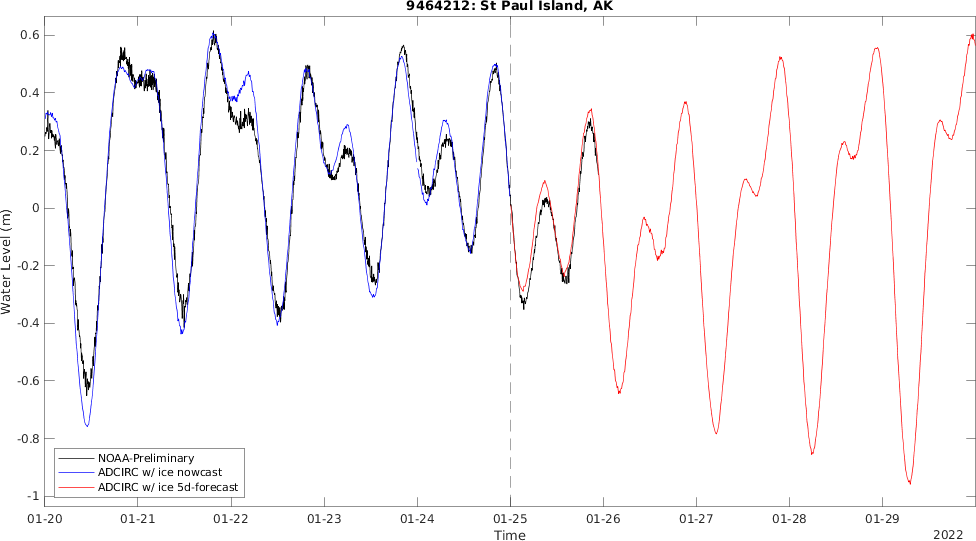 9464212: St Paul Island, AK
0.6
0.4
0.2
0
-0.2
-0.4
-0.6
-0.8
-1
Water Level (m)
NOAA-Preliminary
ADCIRC w/ ice nowcast
ADCIRC w/ ice 5d-forecast
01-20 01-21 01-22 01-23 01-24 01-25 01-26 01-27 01-28 01-29
Time
2022